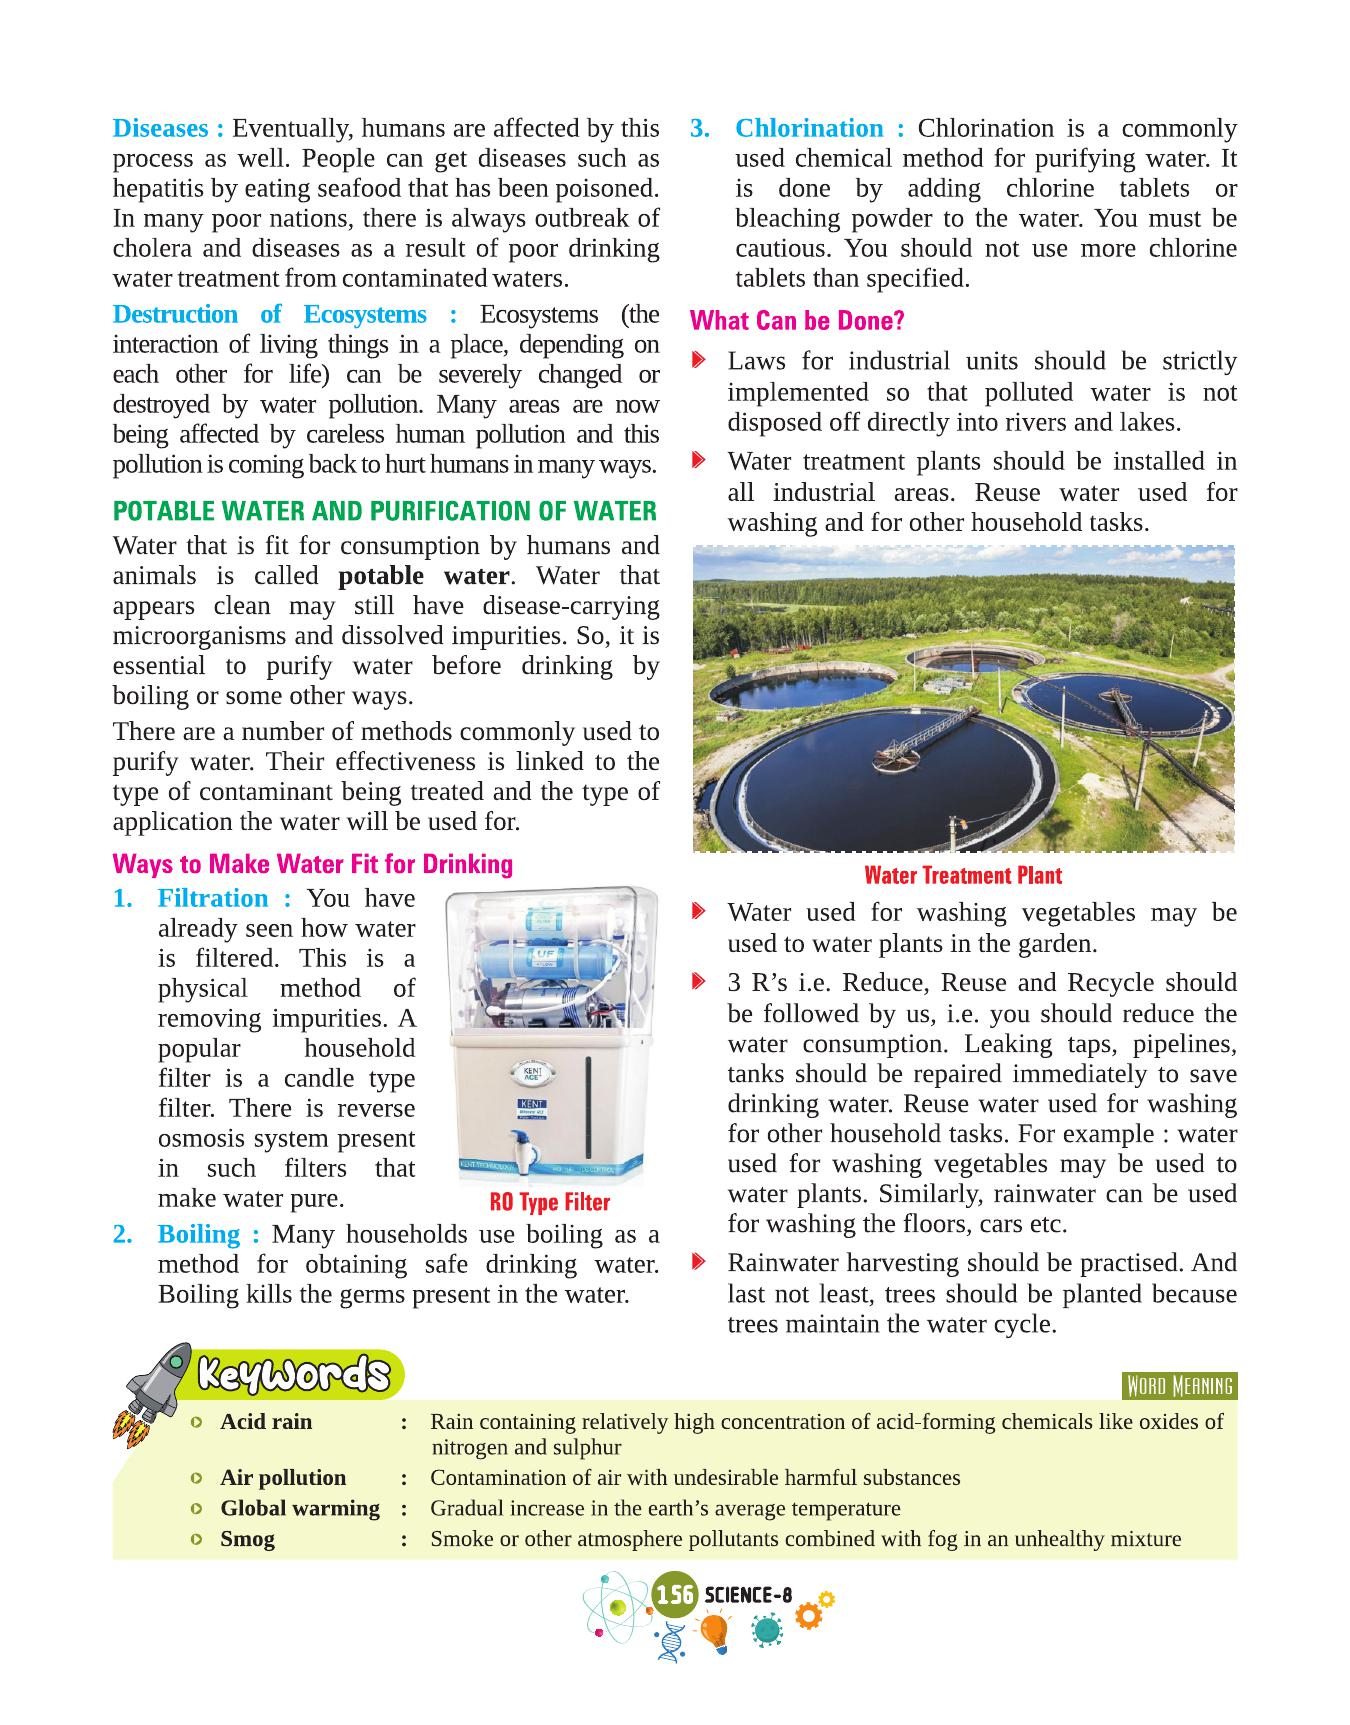 Diseases : Eventually, humans are affected by this
process as well. People can get diseases such as
hepatitis by eating seafood that has been poisoned.
In many poor nations, there is always outbreak of
cholera and diseases as a result of poor drinking
water treatment from contaminated waters.
Destruction of Ecosystems : Ecosystems (the
interaction of living things in a place, depending on
each other for life) can be severely changed or
destroyed by water pollution. Many areas are now
being affected by careless human pollution and this
pollution is coming back to hurt humans in many ways.
POTABLE WATER AND PURIFICATION OF WATER
Water that is fit for consumption by humans and
animals is called potable water. Water that
appears clean may still have disease-carrying
microorganisms and dissolved impurities. So, it is
essential to purify water before drinking by
boiling or some other ways.
There are a number of methods commonly used to
purify water. Their effectiveness is linked to the
type of contaminant being treated and the type of
application the water will be used for.
Ways to Make Water Fit for Drinking
1. Filtration : You have
already seen how water
is filtered. This is a
physical method of
removing impurities. A
popular household
filter is a candle type
filter. There is reverse
osmosis system present
in such filters that
make water pure.
UF
KENT
ACE+
KENT
KENT TECHNOLOGY
RO Type Filter
2. Boiling : Many households use boiling as a
method for obtaining safe drinking water.
Boiling kills the germs present in the water.
3. Chlorination : Chlorination is a commonly
used chemical method for purifying water. It
is done by adding chlorine tablets or
bleaching powder to the water. You must be
cautious. You should not use more chlorine
tablets than specified.
What Can be Done?
Laws for industrial units should be strictly
implemented so that polluted water is not
disposed off directly into rivers and lakes.
Water treatment plants should be installed in
all industrial areas. Reuse water used for
washing and for other household tasks.
Water Treatment Plant
Water used for washing vegetables may be
used to water plants in the garden.
3 R’s i.e. Reduce, Reuse and Recycle should
be followed by us, i.e. you should reduce the
water consumption. Leaking taps, pipelines,
tanks should be repaired immediately to save
drinking water. Reuse water used for washing
for other household tasks. For example : water
used for washing vegetables may be used to
water plants. Similarly, rainwater can be used
for washing the floors, cars etc.
Rainwater harvesting should be practised. And
last not least, trees should be planted because
trees maintain the water cycle.
Keywords
WORD MEANING
Acid rain : Rain containing relatively high concentration of acid-forming chemicals like oxides of
nitrogen and sulphur
Air pollution : Contamination of air with undesirable harmful substances
Global warming : Gradual increase in the earth’s average temperature
Smog : Smoke or other atmosphere pollutants combined with fog in an unhealthy mixture
156 SCIENCE-8